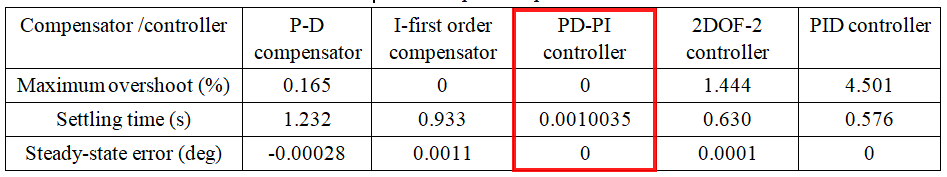 Compensator /controller P-D compensator I-first order compensator PD-PI controller 2DOF-2 controller PID controller
Maximum overshoot (%) 0.165 0 0 1.444 4.501
Settling time (s) 1.232 0.933 0.0010035 0.630 0.576
Steady-state error (deg) -0.00028 0.0011 0 0.0001 0